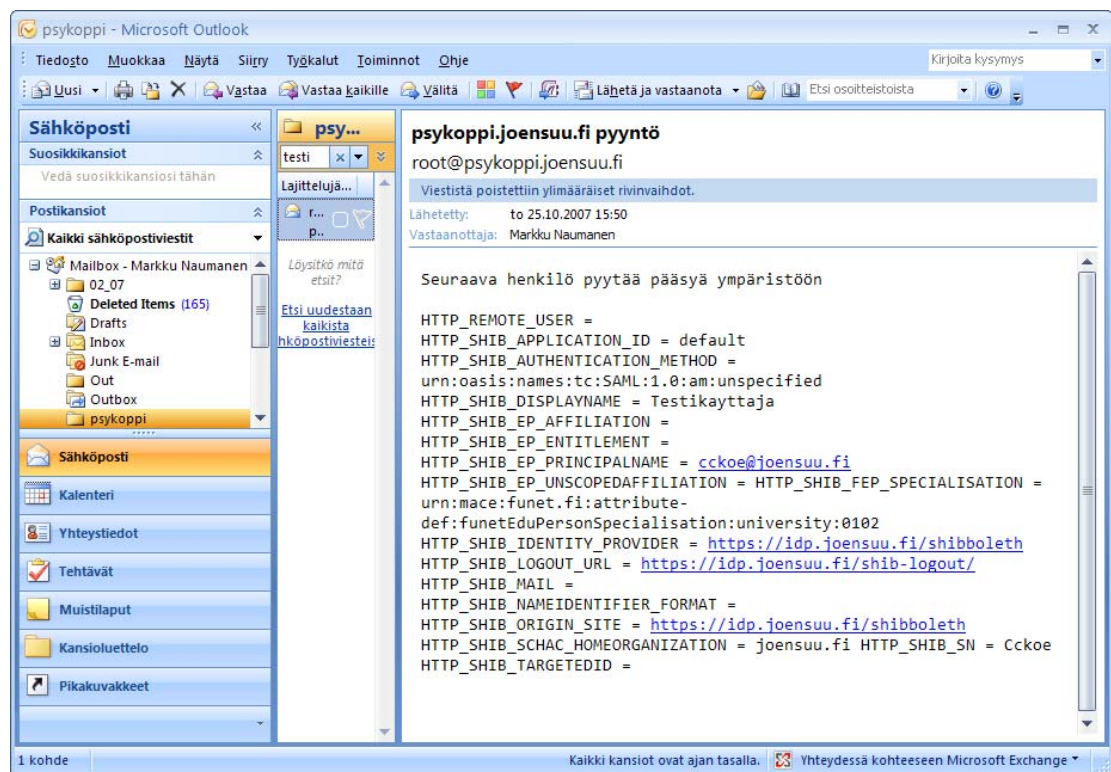 psykoppi - Microsoft Outlook
Tiedosto Muokkaa Näytä Siirry Työkalut Toiminnot Ohje
Kirjoita kysymys
Uusi Vastaa Vastaa kaikille Välitä Lähetä ja vastaanota Etsi osoitteistoista
Sähköposti
Suosikkikansiot
Vedä suosikkikansiosi tähän
Postikansiot
Kaikki sähköpostiviestit
Mailbox - Markku Naumanen
02_07
Deleted Items (165)
Drafts
Inbox
Junk E-mail
Out
Outbox
psykoppi
Sähköposti
Kalenteri
Yhteystiedot
Tehtävät
Muistilaput
Kansioluettelo
Pikakuvakkeet
psy...
testi
Lajittelujä...
r...
p..
Löysitkö mitä
etsit?
Etsi uudestaan
kaikista
hköpostiviesteis
psykoppi.joensuu.fi pyyntö
root@psykoppi.joensuu.fi
Viestistä poistettiin ylimääräiset rivinvaihdot.
Lähetetty: to 25.10.2007 15:50
Vastaanottaja: Markku Naumanen
Seuraava henkilö pyytää pääsyä ympäristöön
HTTP_REMOTE_USER =
HTTP_SHIB_APPLICATION_ID = default
HTTP_SHIB_AUTHENTICATION_METHOD =
urn:oasis:names:tc:SAML:1.0:am:unspecified
HTTP_SHIB_DISPLAYNAME = Testikayttaja
HTTP_SHIB_EP_AFFILIATION =
HTTP_SHIB_EP_ENTITLEMENT =
HTTP_SHIB_EP_PRINCIPALNAME = cckoe@joensuu.fi
HTTP_SHIB_EP_UNSCOPEDAFFILIATION = HTTP_SHIB_FEP_SPECIALISATION =
urn:mace:funet.fi:attribute-
def:funetEduPersonSpecialisation:university:0102
HTTP_SHIB_IDENTITY_PROVIDER = https://idp.joensuu.fi/shibboleth
HTTP_SHIB_LOGOUT_URL = https://idp.joensuu.fi/shib-logout/
HTTP_SHIB_MAIL =
HTTP_SHIB_NAMEIDENTIFIER_FORMAT =
HTTP_SHIB_ORIGIN_SITE = https://idp.joensuu.fi/shibboleth
HTTP_SHIB_SCHAC_HOMEORGANIZATION = joensuu.fi HTTP_SHIB_SN = Cckoe
HTTP_SHIB_TARGETEDID =
1 kohde
Kaikki kansiot ovat ajan tasalla. Yhteydessä kohteeseen Microsoft Exchange